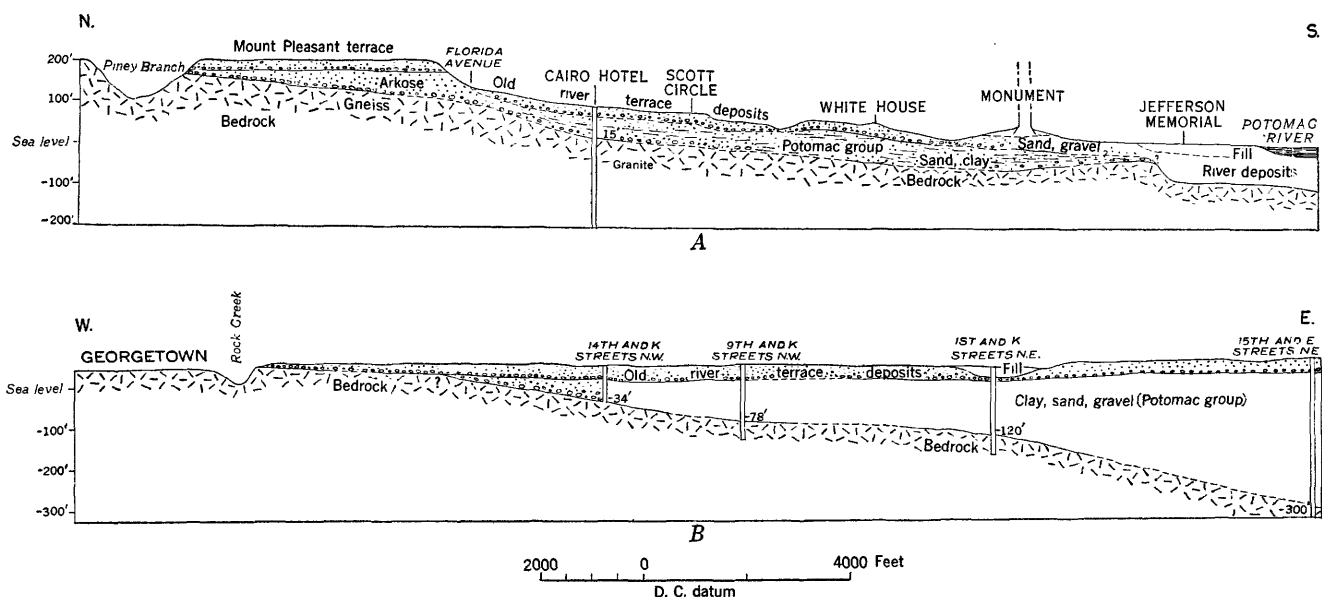 N.
S.
Mount Pleasant terrace
200'
Piney Branch
FLORIDA
AVENUE
Arkose
Old
CAIRO HOTEL
SCOTT
CIRCLE
river
terrace
deposits
WHITE HOUSE
MONUMENT
JEFFERSON
MEMORIAL
POTOMAC
RIVER
100'
Gneiss
Bedrock
15
Sea level
Potomac group
Sand, gravel
Sand, clay
Fill
River deposits
Granite
Bedrock
-100'
-200'
A
W.
E.
Rock Creek
GEORGETOWN
14TH AND K
STREETS N.W.
9TH AND K
STREETS N.W.
1ST AND K
STREETS N.E.
15TH AND E
STREETS NE
Sea level
Bedrock
?
Old river terrace deposits
Fill
-34'
Clay, sand, gravel (Potomac group)
-78'
-100'
-120'
Bedrock
-200'
-300'
-300
B
2000 0 4000 Feet
D. C. datum